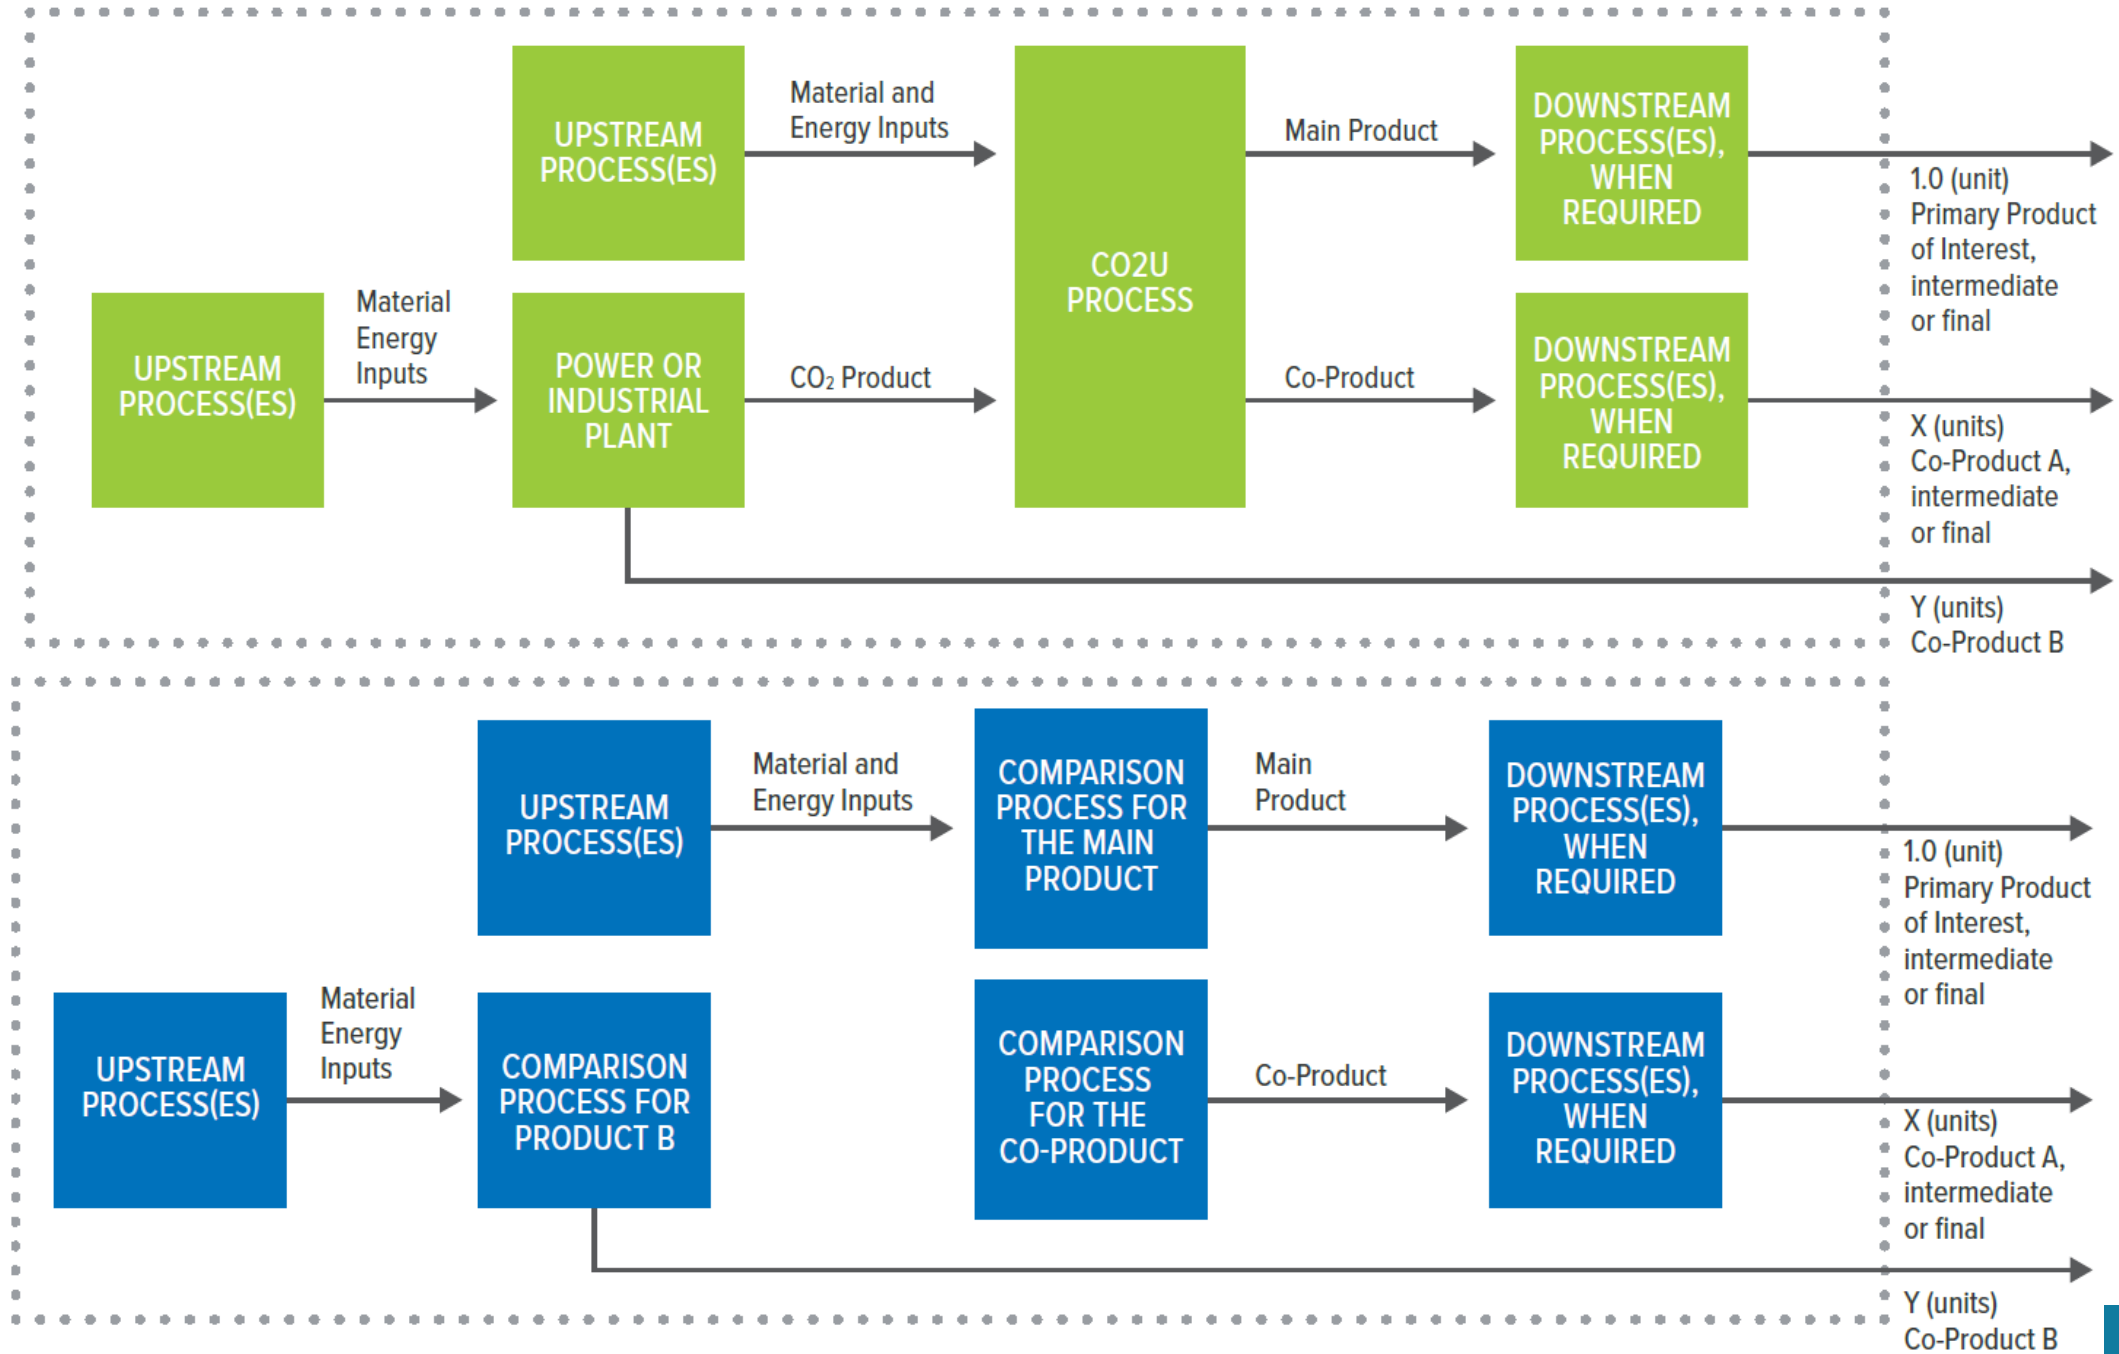 UPSTREAM
PROCESS(ES)
Material and
Energy Inputs
CO2U
PROCESS
Main Product
DOWNSTREAM
PROCESS(ES),
WHEN
REQUIRED
1.0 (unit)
Primary Product
of Interest,
intermediate
or final
UPSTREAM
PROCESS(ES)
Material
Energy
Inputs
POWER OR
INDUSTRIAL
PLANT
CO₂ Product
Co-Product
DOWNSTREAM
PROCESS(ES),
WHEN
REQUIRED
X (units)
Co-Product A,
intermediate
or final
Y (units)
Co-Product B
UPSTREAM
PROCESS(ES)
Material and
Energy Inputs
COMPARISON
PROCESS FOR
THE MAIN
PRODUCT
Main
Product
DOWNSTREAM
PROCESS(ES),
WHEN
REQUIRED
1.0 (unit)
Primary Product
of Interest,
intermediate
or final
UPSTREAM
PROCESS(ES)
Material
Energy
Inputs
COMPARISON
PROCESS FOR
PRODUCT B
COMPARISON
PROCESS
FOR THE
CO-PRODUCT
Co-Product
DOWNSTREAM
PROCESS(ES),
WHEN
REQUIRED
X (units)
Co-Product A,
intermediate
or final
Y (units)
Co-Product B